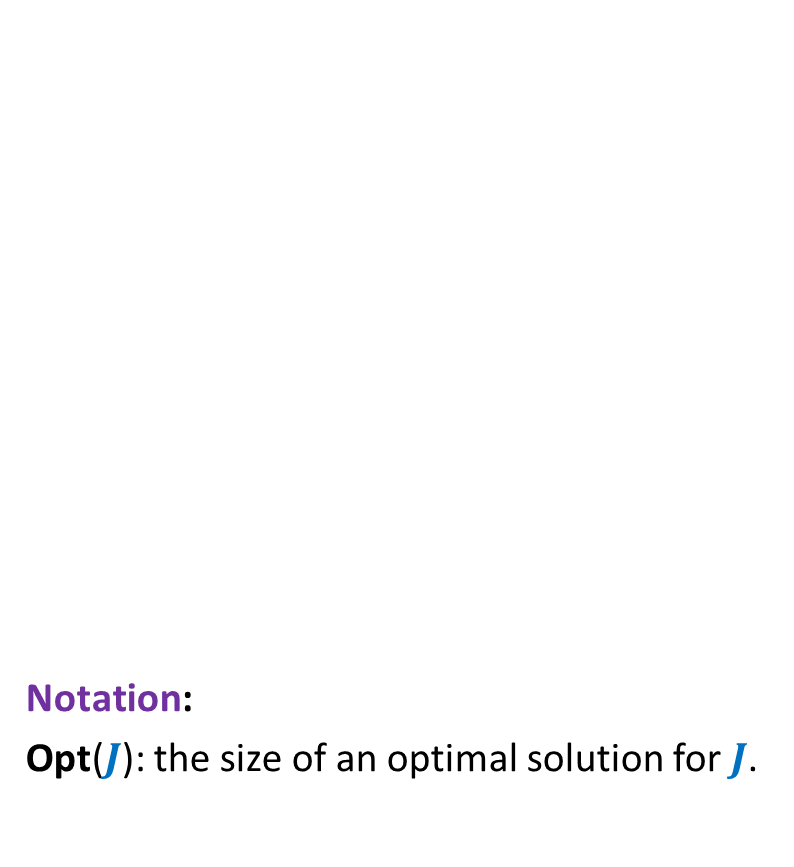 Notation:
Opt(J): the size of an optimal solution for J.